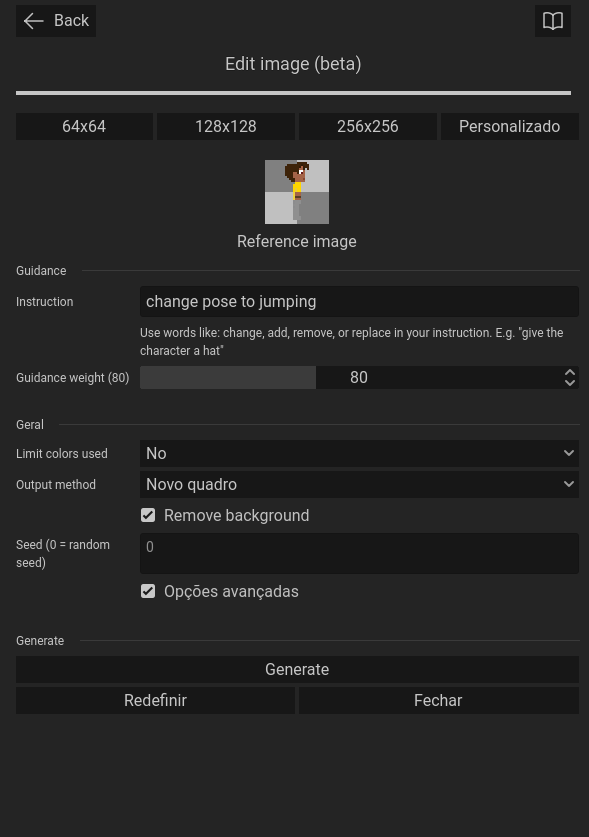 Back
Edit image (beta)
64x64 128x128 256x256 Personalizado
Reference image
Guidance
Instruction change pose to jumping
Use words like: change, add, remove, or replace in your instruction. E.g. "give the
character a hat"
Guidance weight (80) 80
Geral
Limit colors used No
Output method Novo quadro
Remove background
Seed (0 = random 0
seed)
Opções avançadas
Generate
Generate
Redefinir Fechar